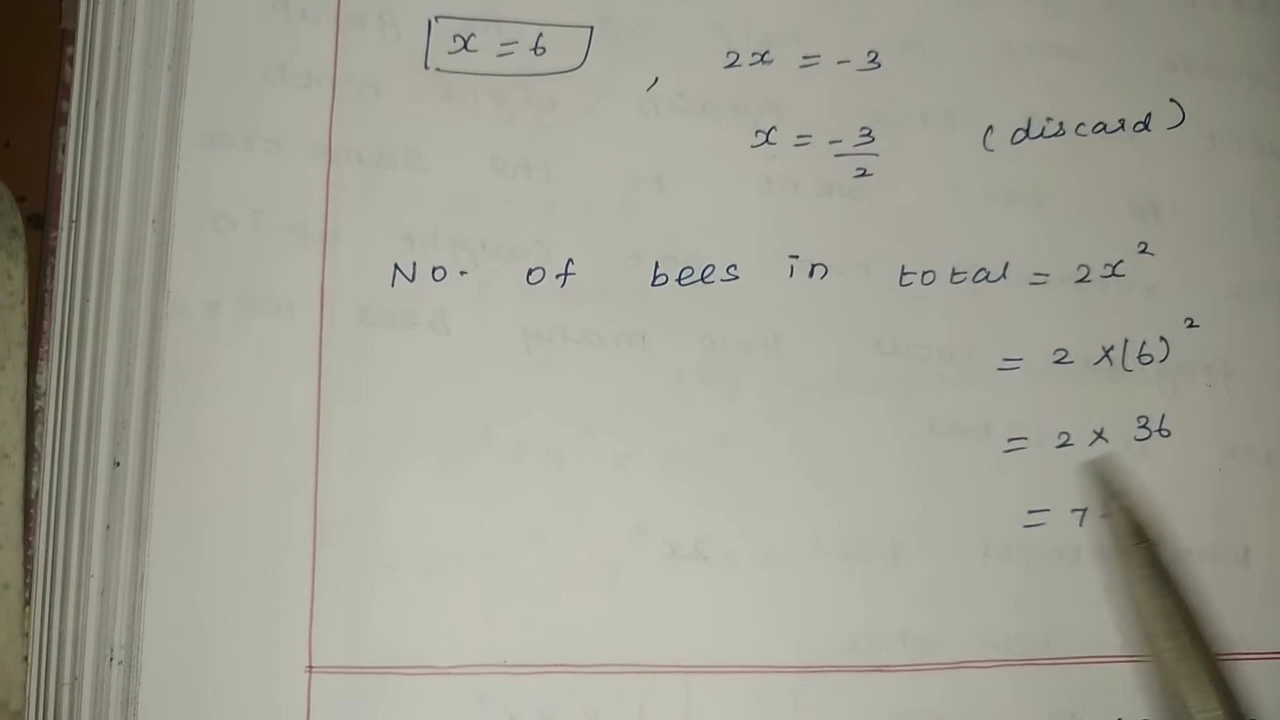 x = 6 , 2x = -3
x = -3/2 (discard)
No. of bees in total = 2x²
= 2 × (6)²
= 2 × 36
= 7